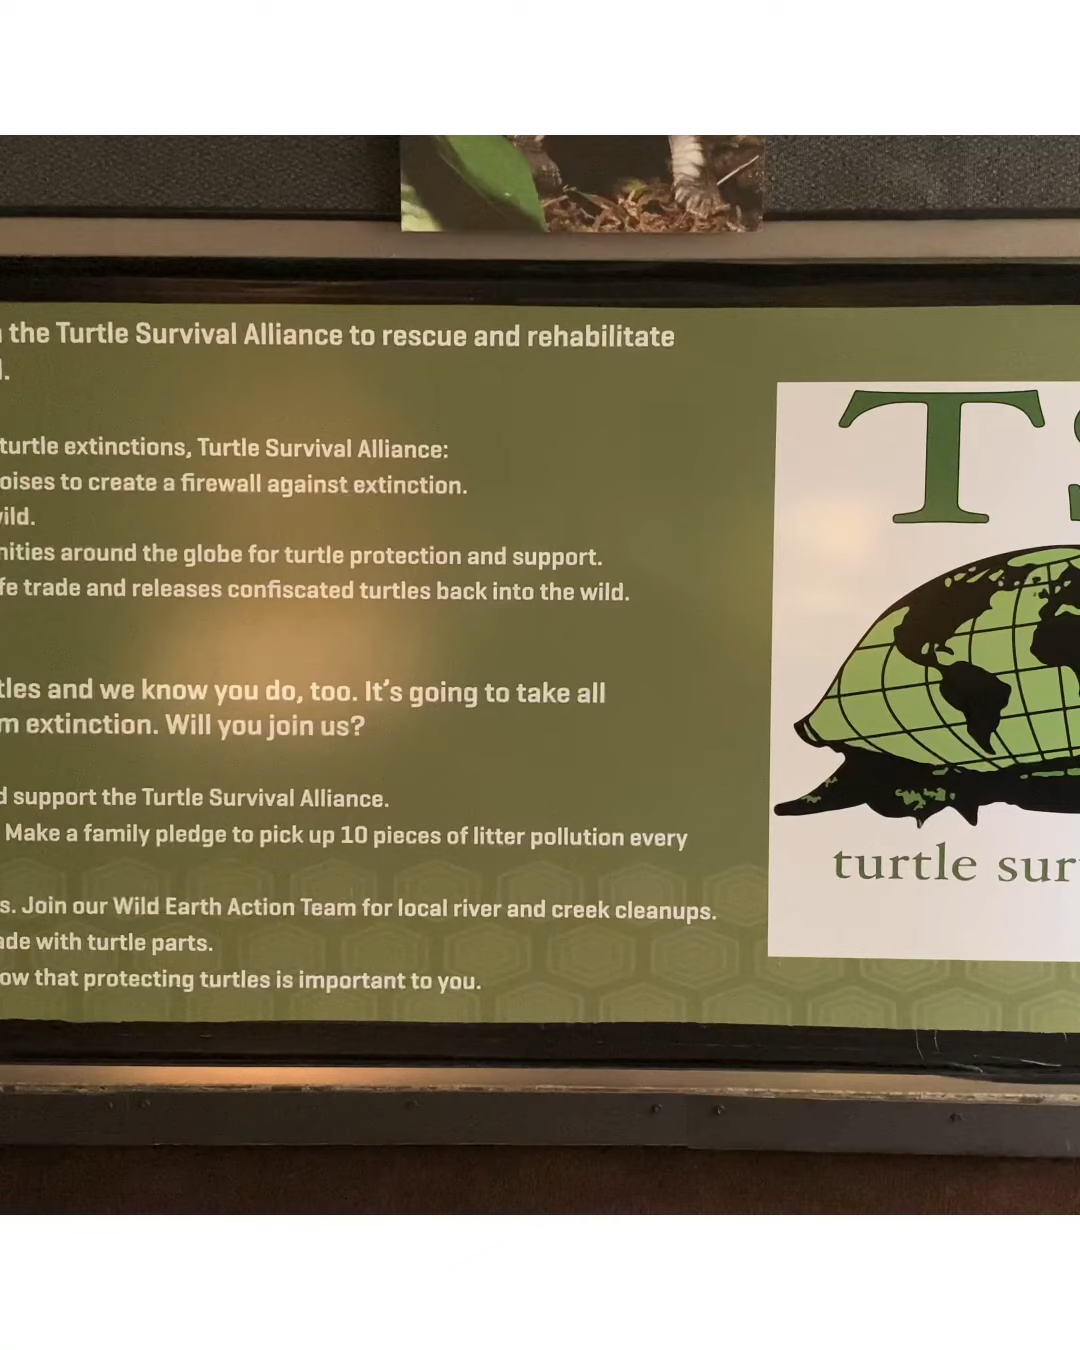 the Turtle Survival Alliance to rescue and rehabilitate
turtle extinctions, Turtle Survival Alliance:
oises to create a firewall against extinction.
ild.
nities around the globe for turtle protection and support.
fe trade and releases confiscated turtles back into the wild.
tles and we know you do, too. It's going to take all
m extinction. Will you join us?
d support the Turtle Survival Alliance.
Make a family pledge to pick up 10 pieces of litter pollution every
s. Join our Wild Earth Action Team for local river and creek cleanups.
ade with turtle parts.
ow that protecting turtles is important to you.
TS
turtle sur